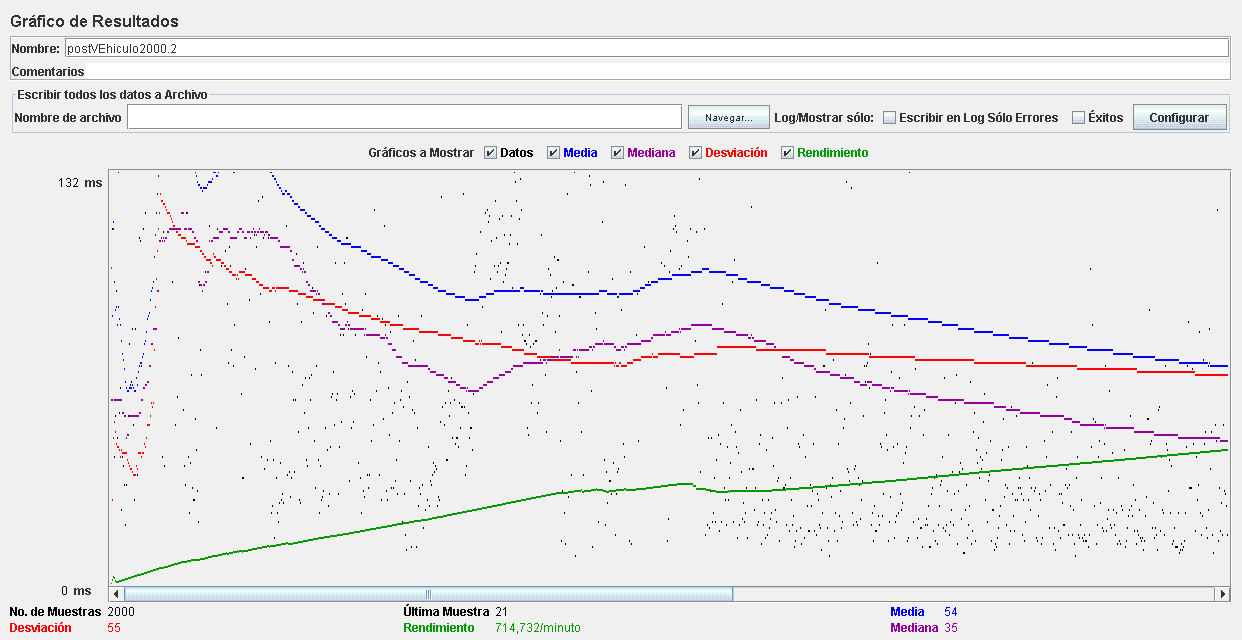 Gráfico de Resultados
Nombre: postVEhiculo2000.2
Comentarios
Escribir todos los datos a Archivo
Nombre de archivo Navegar... Log/Mostrar sólo: Escribir en Log Sólo Errores Éxitos Configurar
Gráficos a Mostrar Datos Media Mediana Desviación Rendimiento
132 ms
0 ms
No. de Muestras 2000 Última Muestra 21 Media 54
Desviación 55 Rendimiento 714,732/minuto Mediana 35